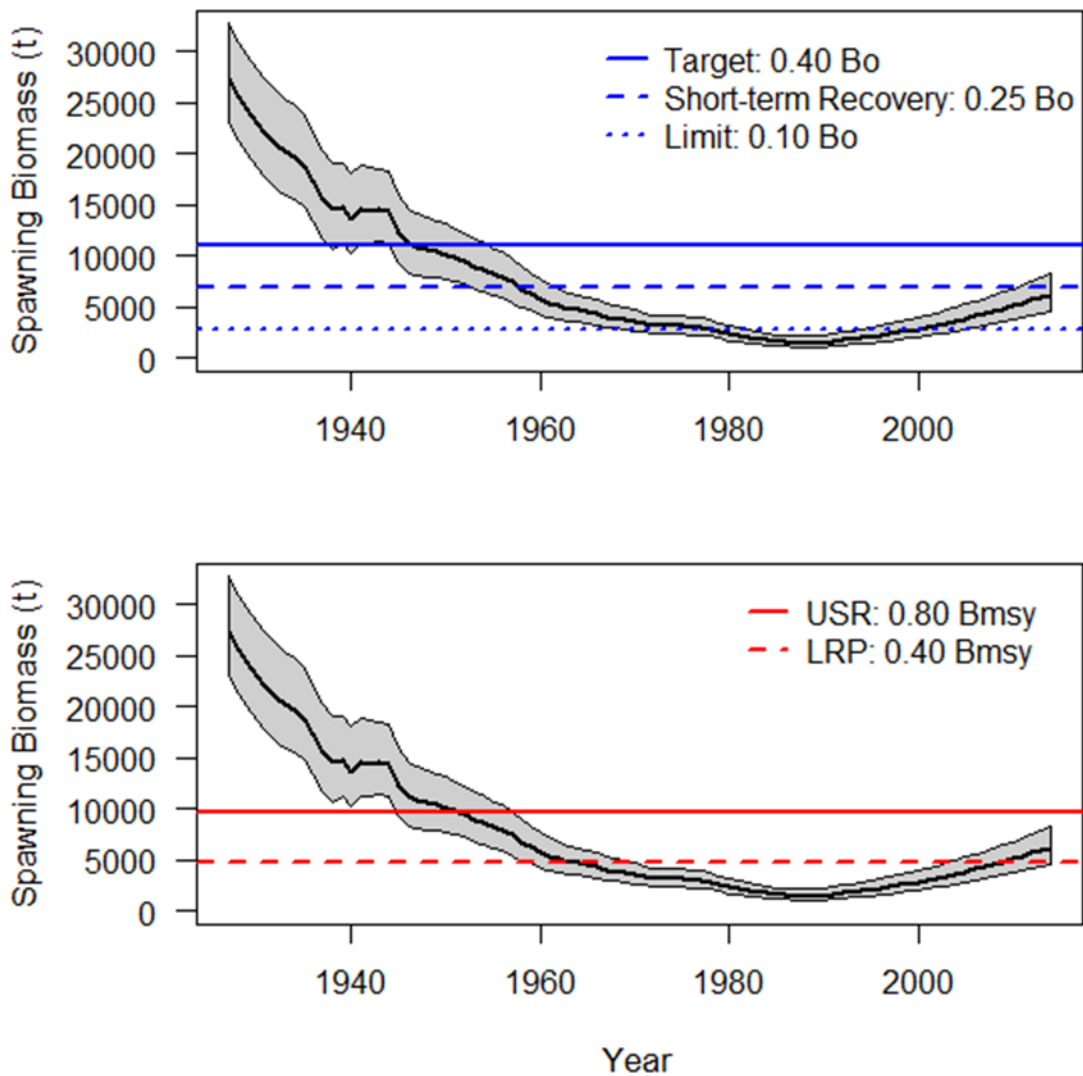 Spawning Biomass (t)
30000
25000
20000
15000
10000
5000
0
Target: 0.40 Bo
Short-term Recovery: 0.25 Bo
Limit: 0.10 Bo
1940 1960 1980 2000
Spawning Biomass (t)
30000
25000
20000
15000
10000
5000
0
USR: 0.80 Bmsy
LRP: 0.40 Bmsy
1940 1960 1980 2000
Year